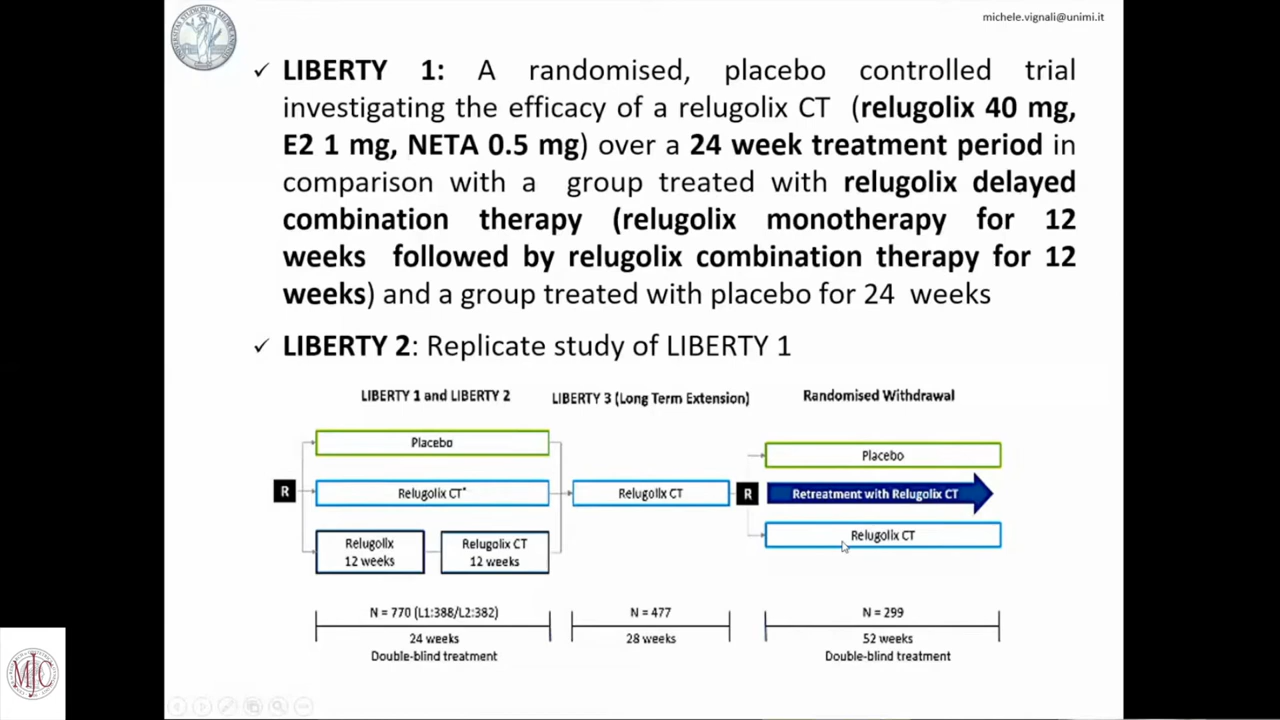 michele.vignali@unimi.it
✓ LIBERTY 1: A randomised, placebo controlled trial
investigating the efficacy of a relugolix CT (relugolix 40 mg,
E2 1 mg, NETA 0.5 mg) over a 24 week treatment period in
comparison with a group treated with relugolix delayed
combination therapy (relugolix monotherapy for 12
weeks followed by relugolix combination therapy for 12
weeks) and a group treated with placebo for 24 weeks
✓ LIBERTY 2: Replicate study of LIBERTY 1
LIBERTY 1 and LIBERTY 2
LIBERTY 3 (Long Term Extension)
Randomised Withdrawal
Placebo
Placebo
R
Relugolix CT*
Relugolix CT
R
Retreatment with Relugolix CT
Relugolix
12 weeks
Relugolix CT
12 weeks
Relugolix CT
N = 770 (L1:388/L2:382)
N = 477
N = 299
24 weeks
28 weeks
52 weeks
Double-blind treatment
Double-blind treatment
MJC